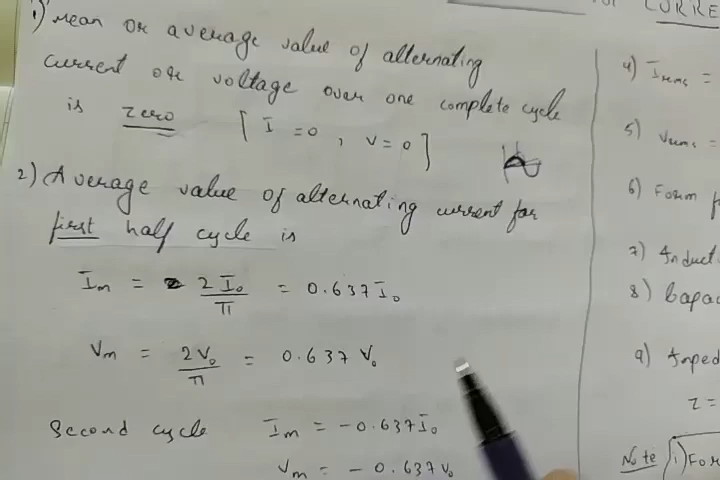 CURRE
1) Mean or average value of alternating
current or voltage over one complete cycle
is zero [ I = 0 , V = 0 ]
2) Average value of alternating current for
first half cycle is
Im = 2I₀/π = 0.637 I₀
Vm = 2V₀/π = 0.637 V₀
Second cycle Im = -0.637 I₀
Vm = -0.637 V₀
4) Irms =
5) Vrms =
6) Form f
7) Induct
8) Capac
9) Imped
Z =
Note 1) For